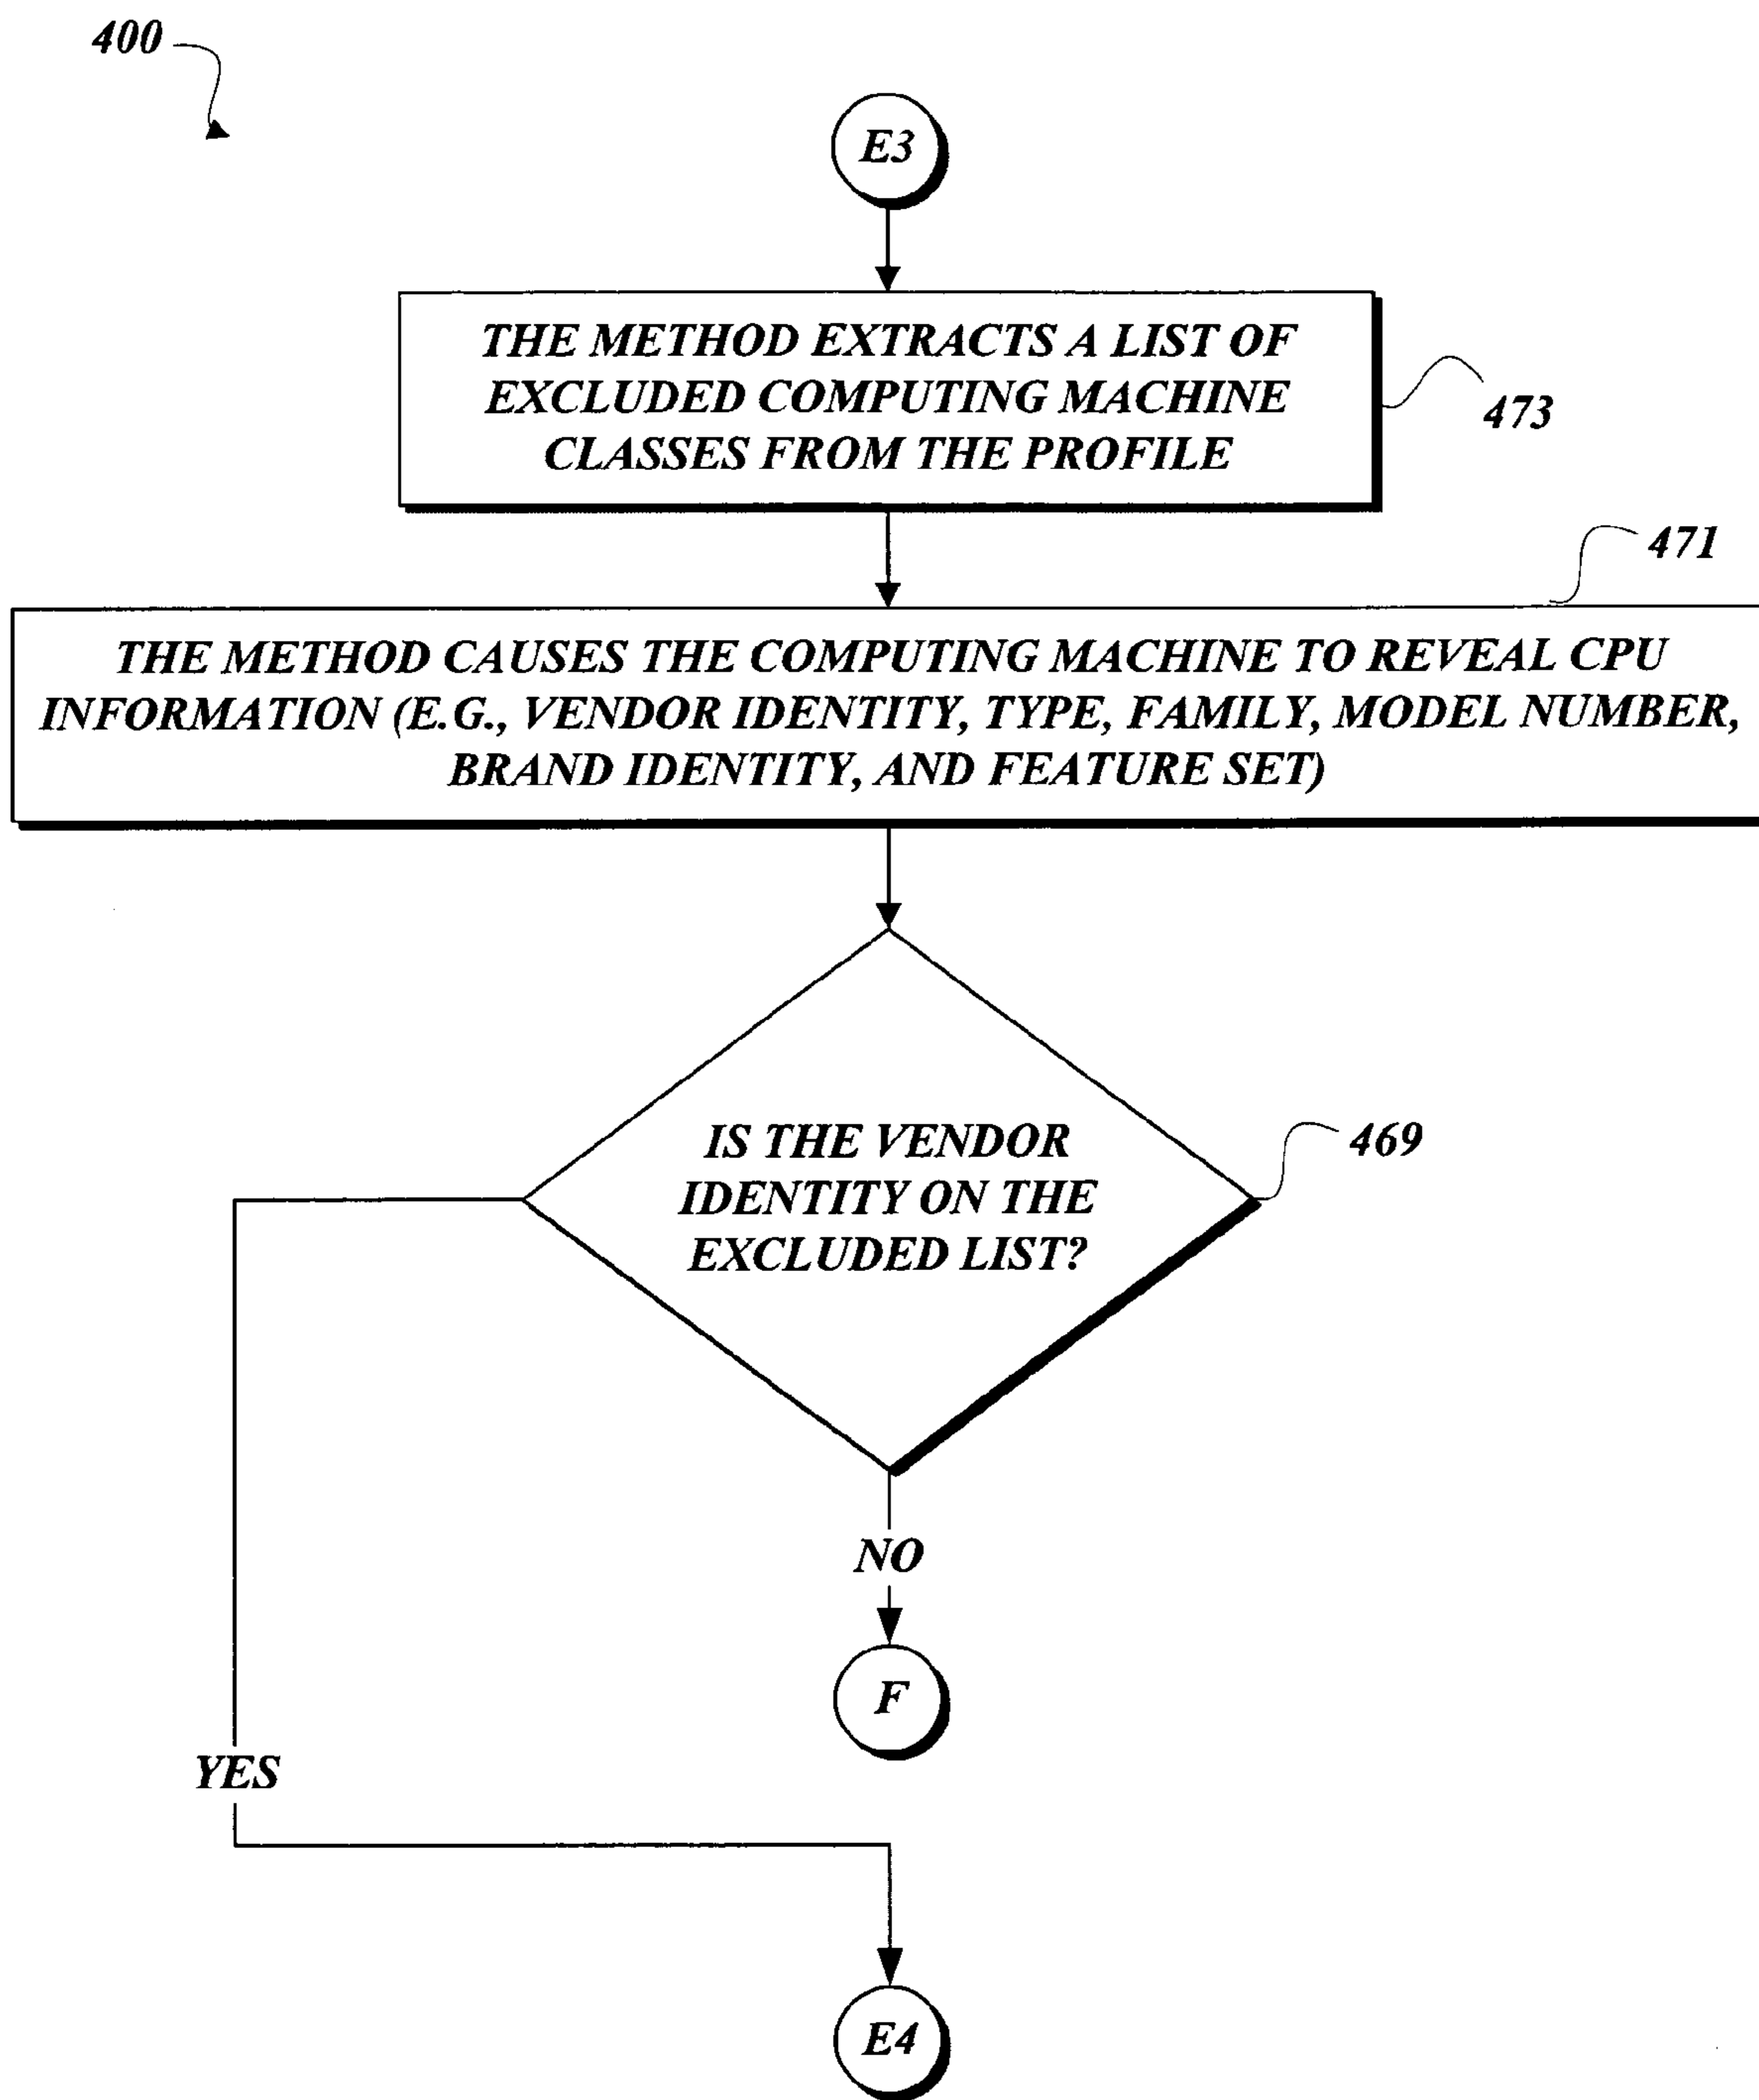 400
E3
THE METHOD EXTRACTS A LIST OF
EXCLUDED COMPUTING MACHINE
CLASSES FROM THE PROFILE
473
471
THE METHOD CAUSES THE COMPUTING MACHINE TO REVEAL CPU
INFORMATION (E.G., VENDOR IDENTITY, TYPE, FAMILY, MODEL NUMBER,
BRAND IDENTITY, AND FEATURE SET)
IS THE VENDOR
IDENTITY ON THE
EXCLUDED LIST?
469
NO
F
YES
E4